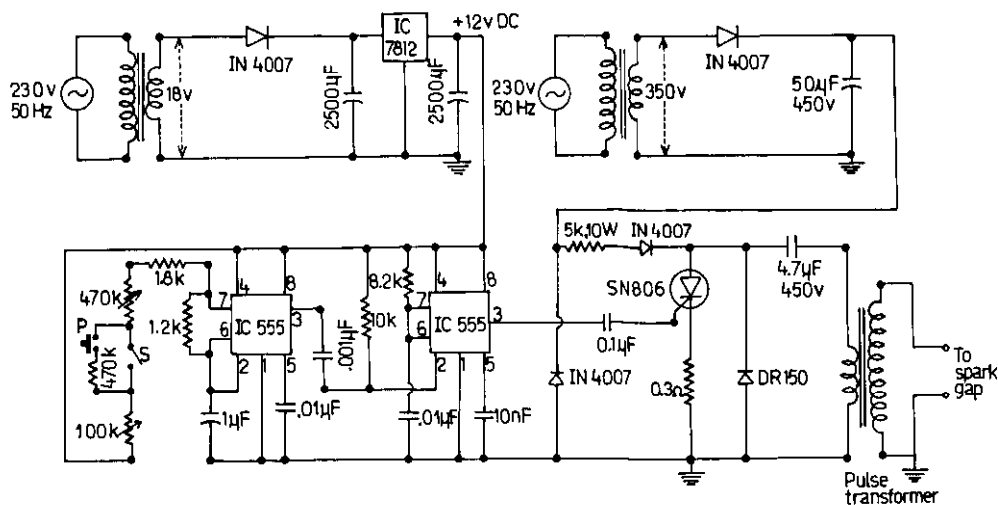 230v
50 Hz
18v
IN 4007
2500µF
IC
7812
+12v DC
2500µF
230v
50Hz
350v
IN 4007
50µF
450v
470k
1.8k
1.2k
P
S
470k
100k
7
6
2
4
8
3
1
5
IC 555
1µF
.01µF
.001µF
10k
8.2k
7
6
2
4
8
3
1
5
IC 555
.01µF
10nF
0.1µF
5k,10W
IN 4007
SN806
IN 4007
0.3Ω
DR150
4.7µF
450v
To
spark
gap
Pulse
transformer